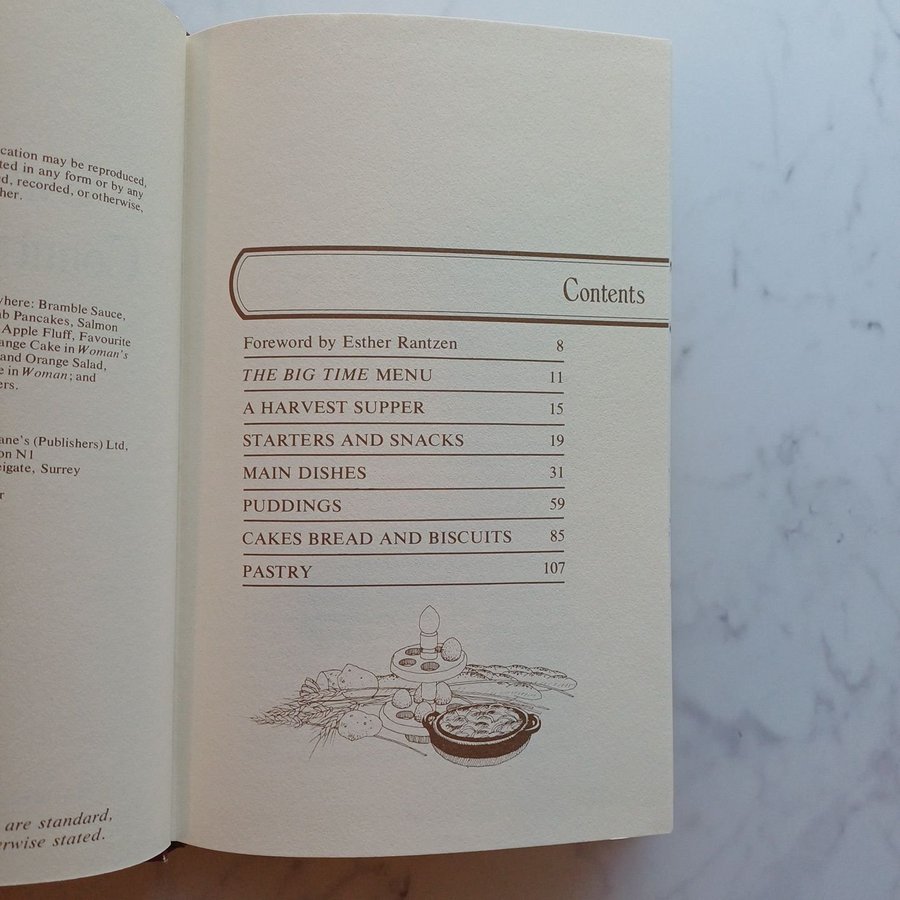 cation may be reproduced,
ted in any form or by any
d, recorded, or otherwise,
her.
here: Bramble Sauce,
b Pancakes, Salmon
Apple Fluff, Favourite
ange Cake in Woman's
and Orange Salad,
e in Woman; and
ers.
ane's (Publishers) Ltd,
on N1
eigate, Surrey
r
are standard,
erwise stated.
Contents
Foreword by Esther Rantzen 8
THE BIG TIME MENU 11
A HARVEST SUPPER 15
STARTERS AND SNACKS 19
MAIN DISHES 31
PUDDINGS 59
CAKES BREAD AND BISCUITS 85
PASTRY 107